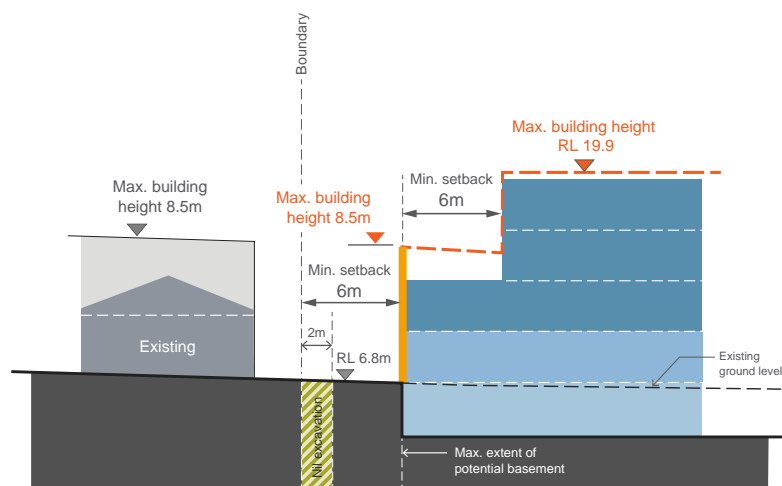 Boundary
Max. building height
RL 19.9
Max. building
height 8.5m
Max. building
height 8.5m
Min. setback
6m
Min. setback
6m
2m
RL 6.8m
Existing
Existing
ground level
Nil excavation
Max. extent of
potential basement